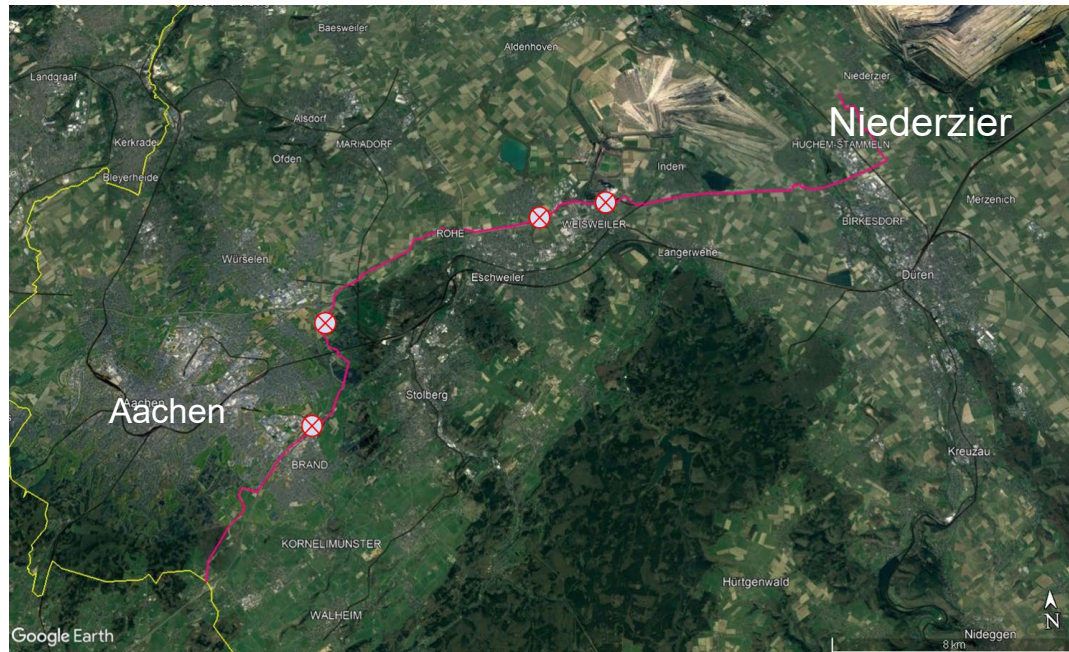 Baesweiler
Aldenhoven
Landgraaf
Niederzier
Alsdorf
Niederzier
Kerkrade
MARIADORF
HUCHEM-STAMMELN
Ofden
Inden
Bleyerheide
Merzenich
BIRKESDORF
WEISWEILER
ROHE
Würselen
Langerwehe
Eschweiler
Düren
Stolberg
Aachen
Aachen
BRAND
Kreuzau
KORNELIMÜNSTER
Hürtgenwald
WALHEIM
N
Google Earth
Nideggen
8 km